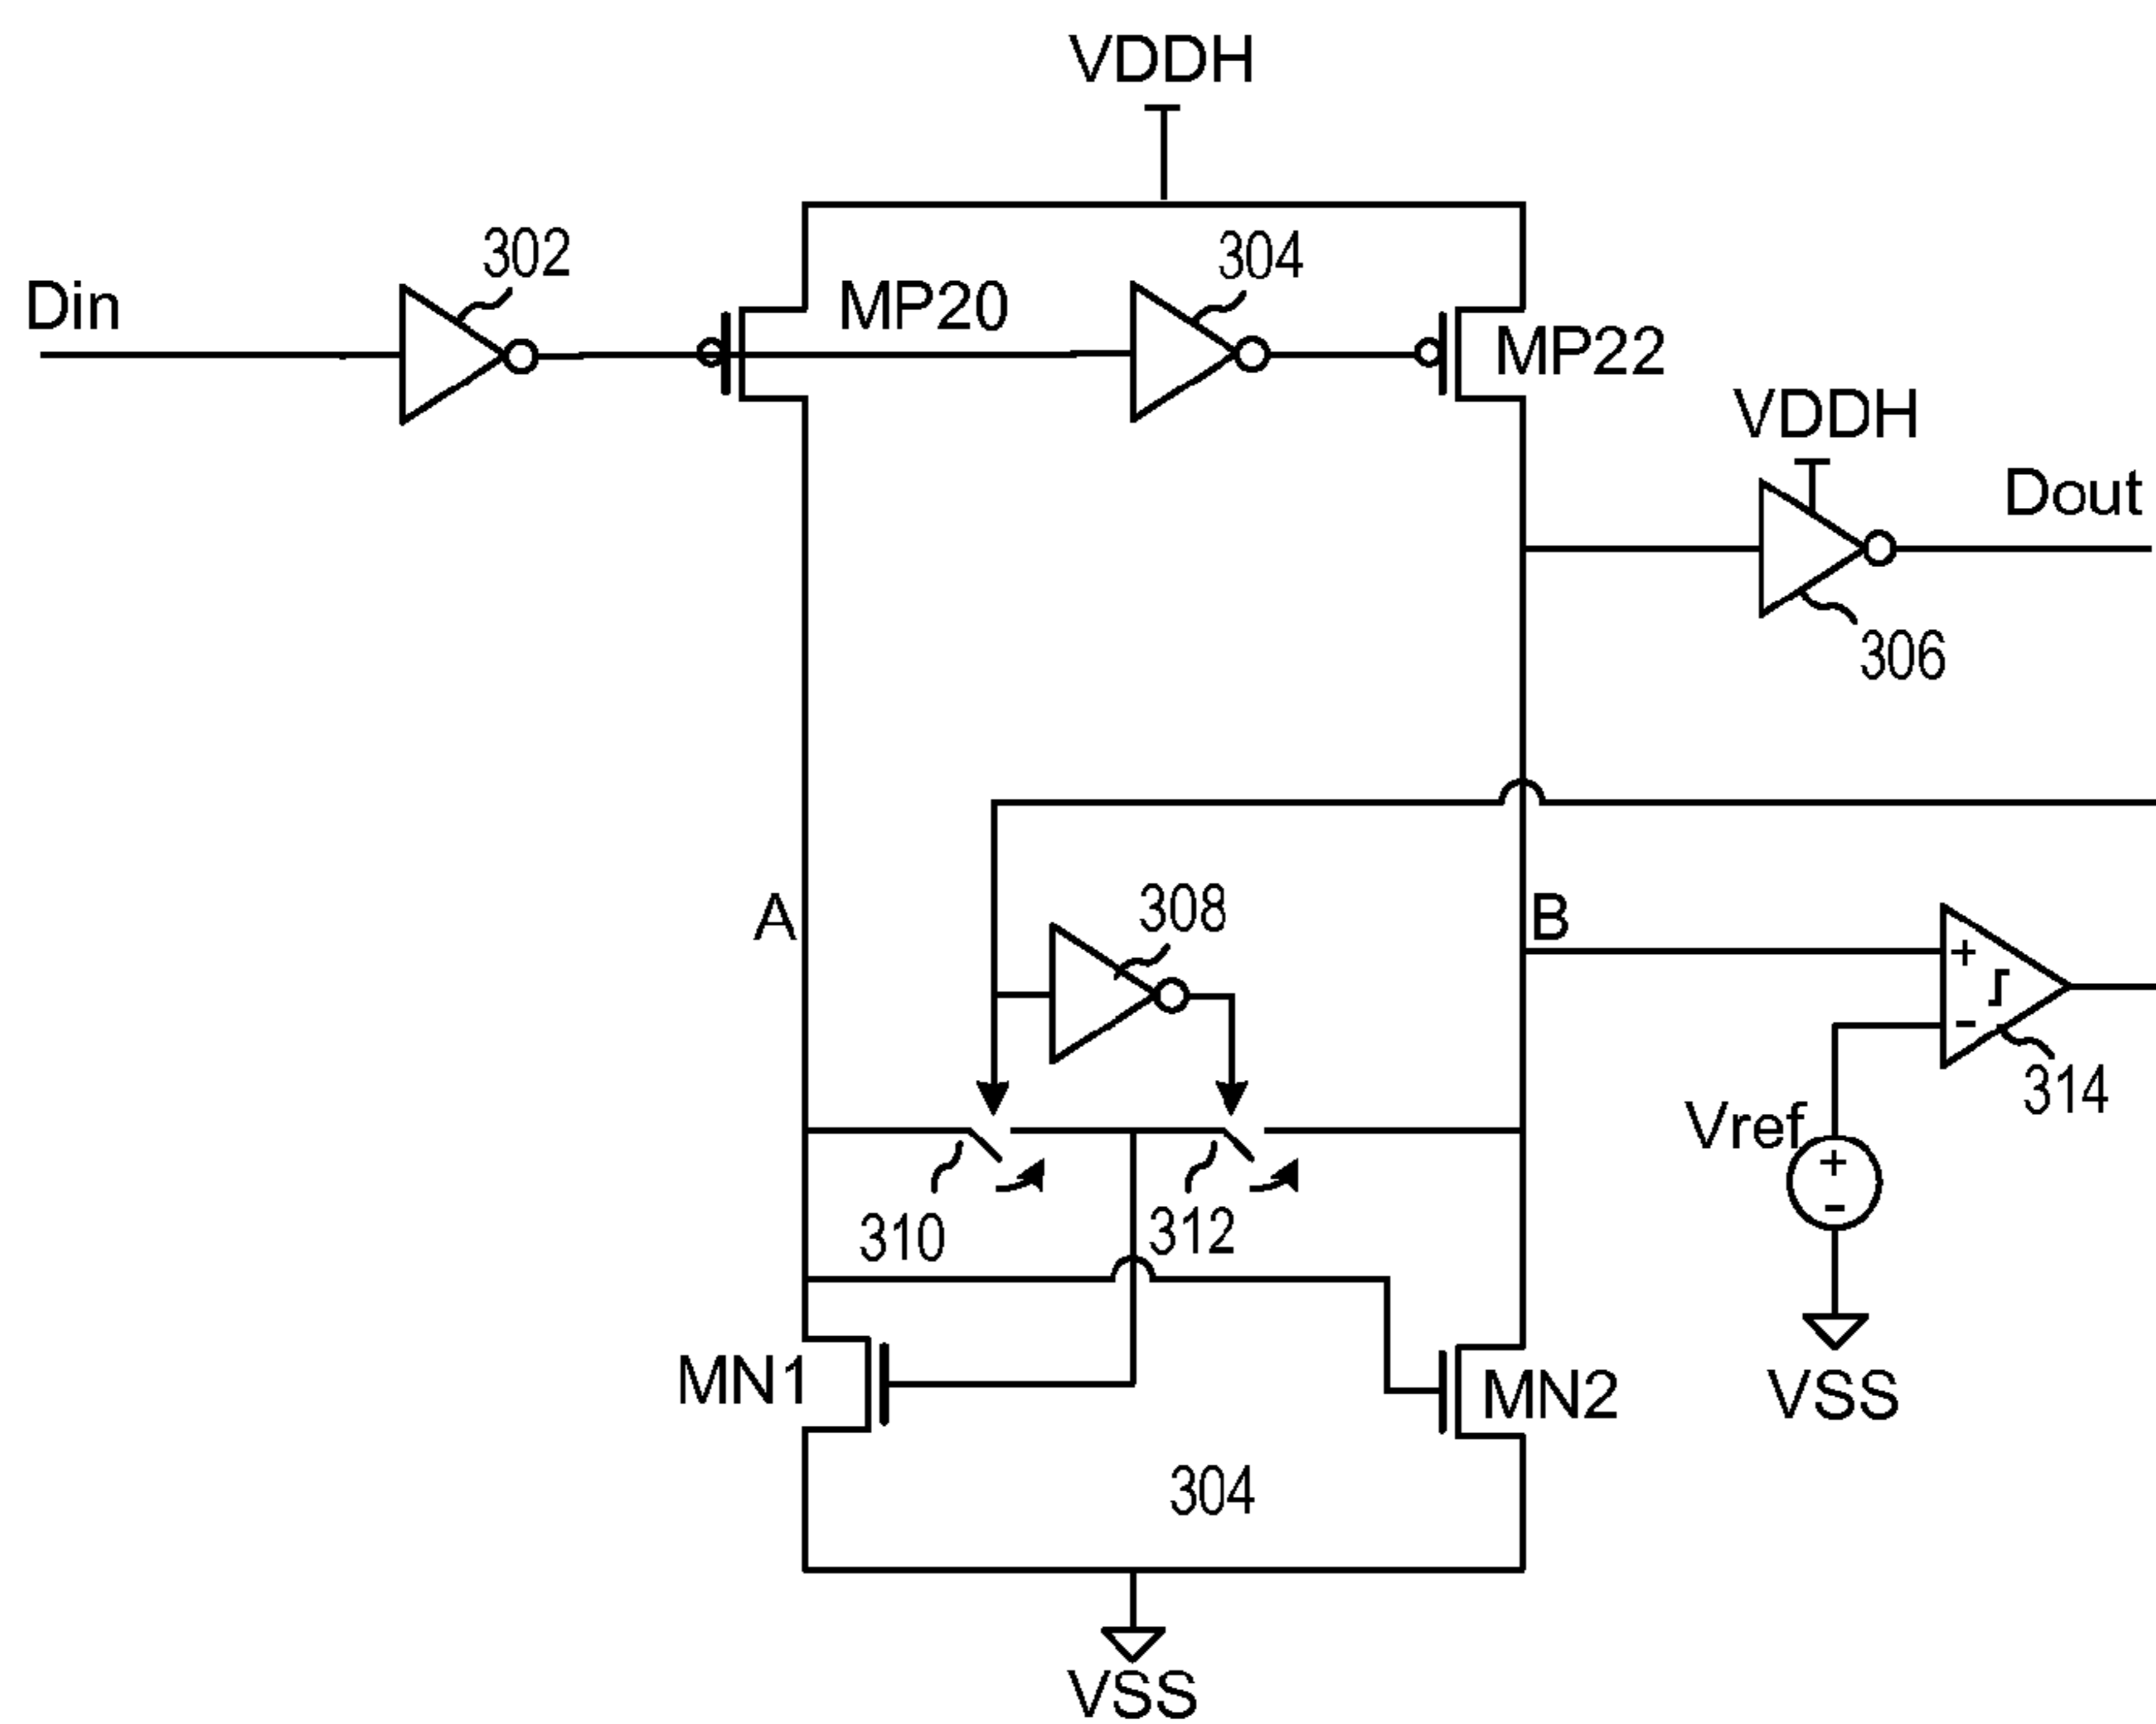 VDDH
302
304
Din
MP20
MP22
VDDH
Dout
306
308
A
B
+
-
314
Vref
+
-
310
312
MN1
MN2
VSS
304
VSS